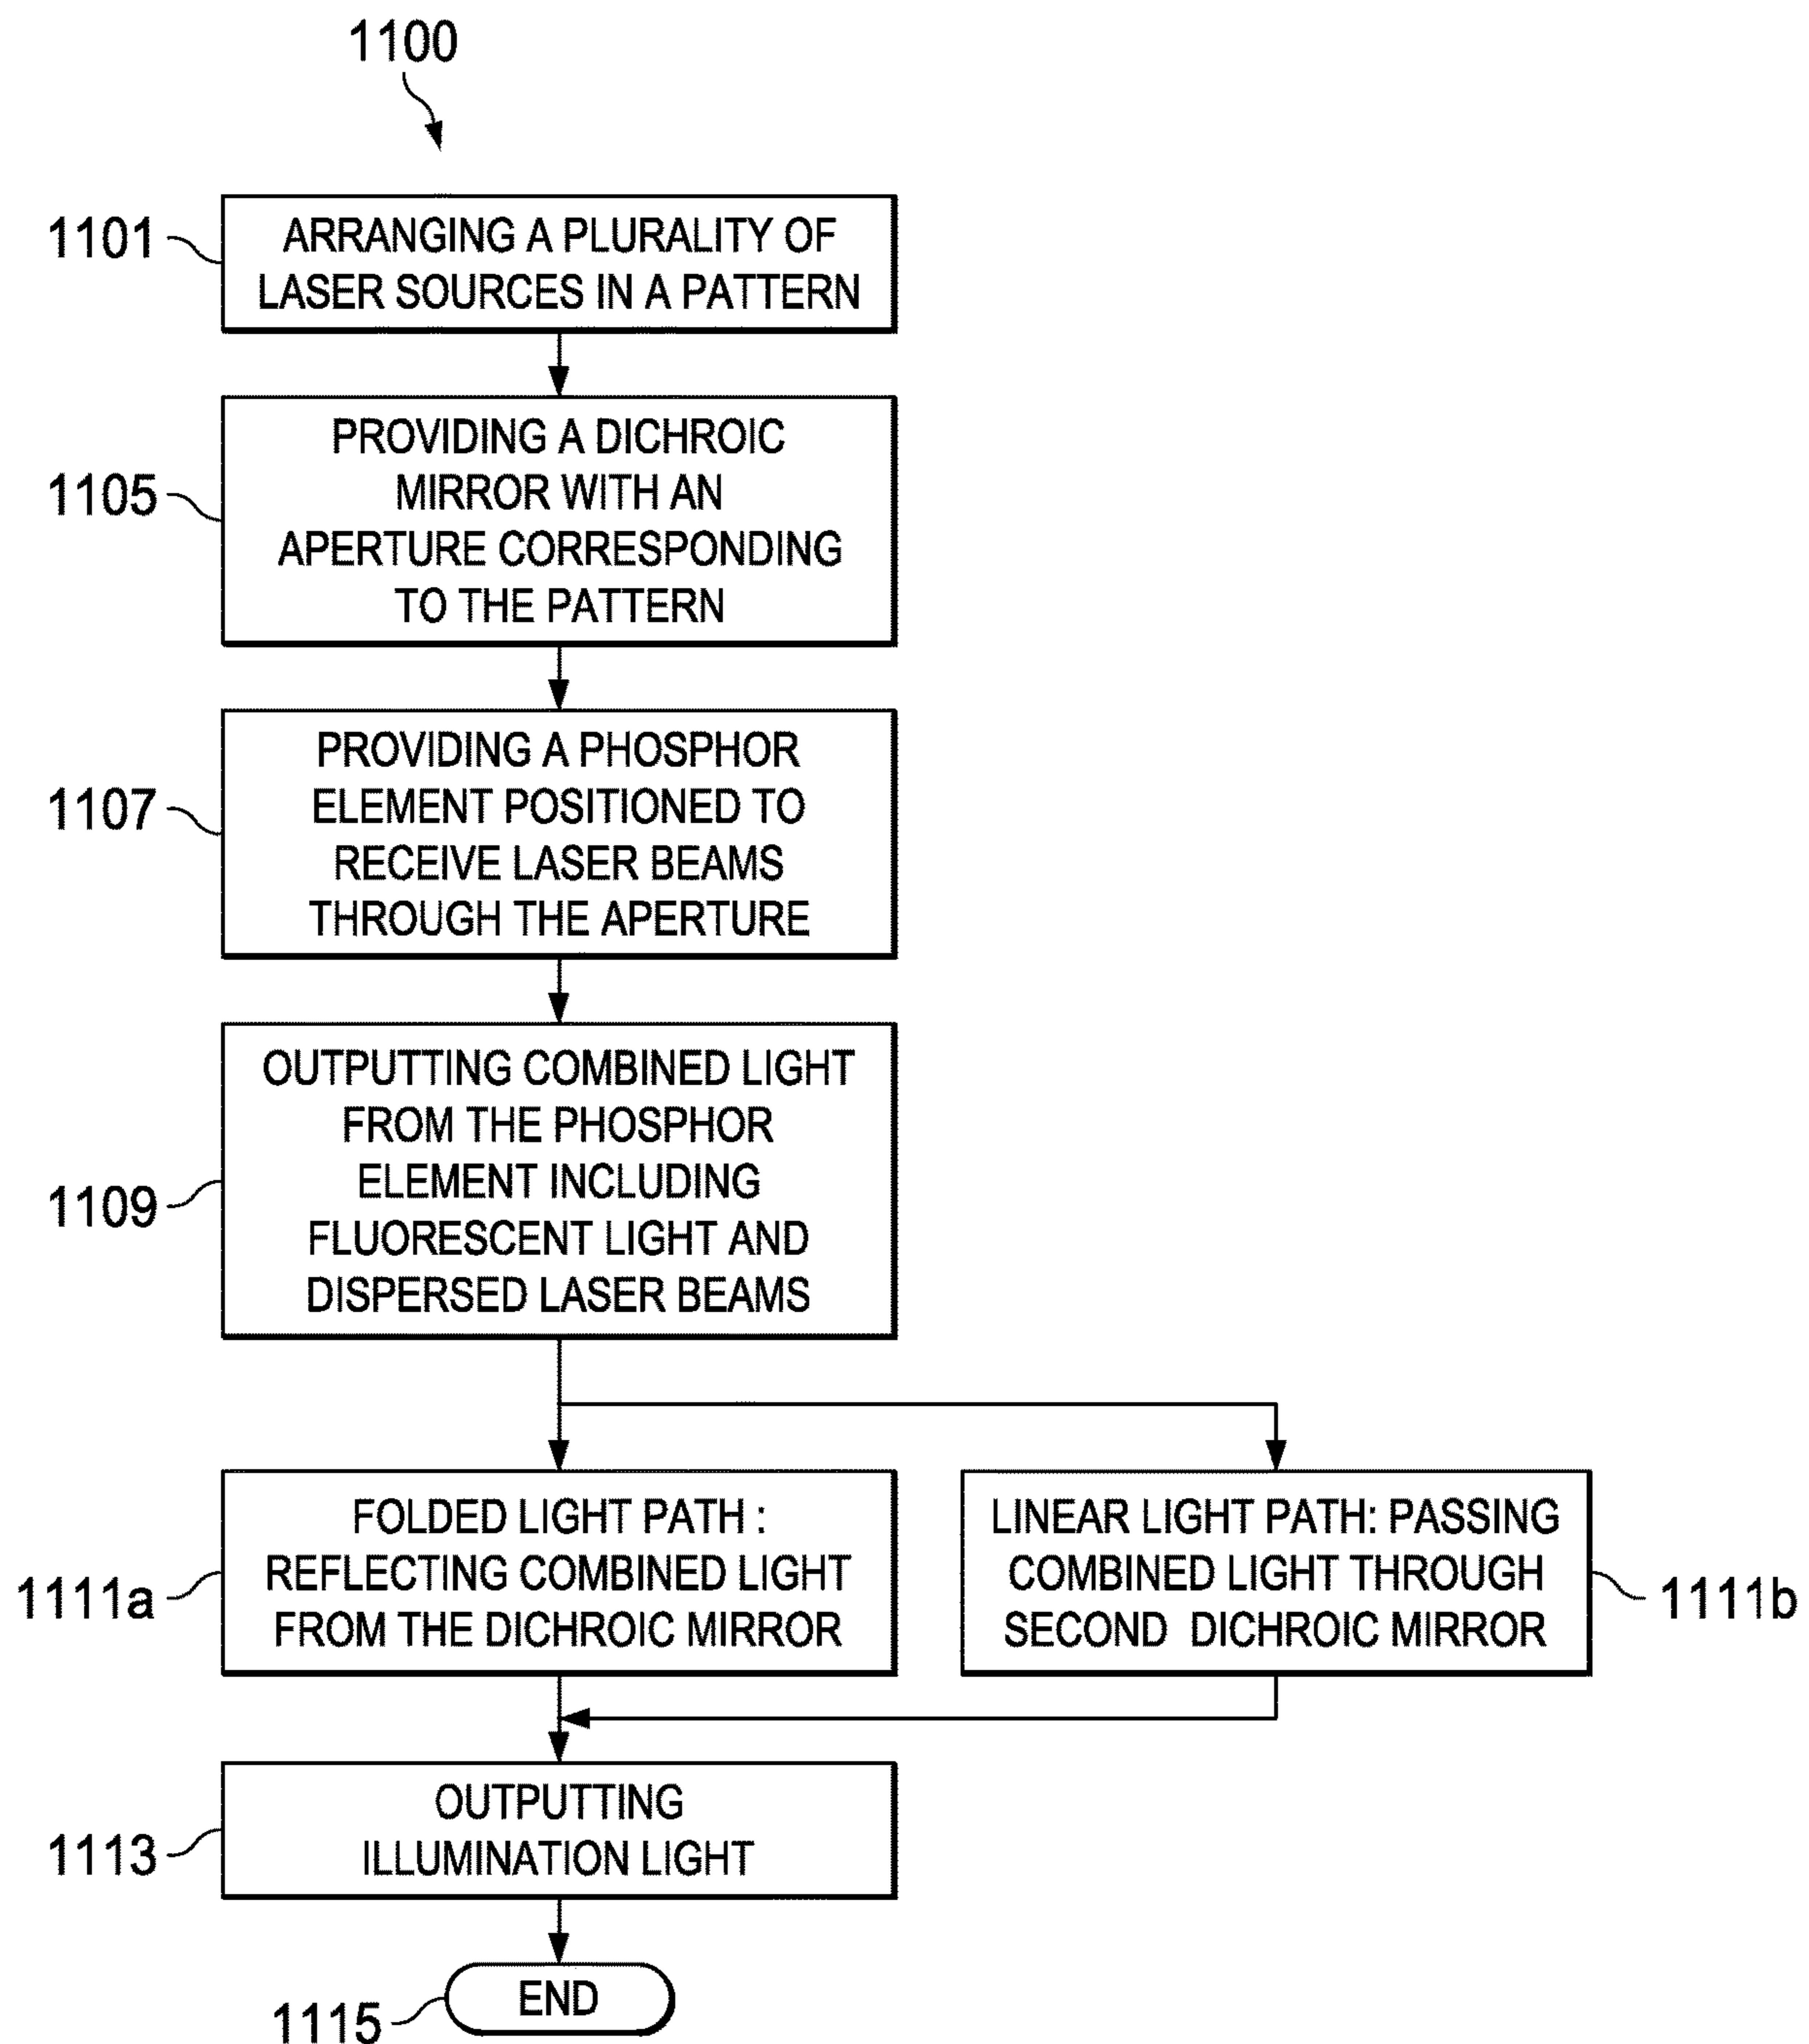 1100
1101
ARRANGING A PLURALITY OF
LASER SOURCES IN A PATTERN
1105
PROVIDING A DICHROIC
MIRROR WITH AN
APERTURE CORRESPONDING
TO THE PATTERN
1107
PROVIDING A PHOSPHOR
ELEMENT POSITIONED TO
RECEIVE LASER BEAMS
THROUGH THE APERTURE
1109
OUTPUTTING COMBINED LIGHT
FROM THE PHOSPHOR
ELEMENT INCLUDING
FLUORESCENT LIGHT AND
DISPERSED LASER BEAMS
1111a
FOLDED LIGHT PATH :
REFLECTING COMBINED LIGHT
FROM THE DICHROIC MIRROR
LINEAR LIGHT PATH: PASSING
COMBINED LIGHT THROUGH
SECOND DICHROIC MIRROR
1111b
1113
OUTPUTTING
ILLUMINATION LIGHT
1115
END